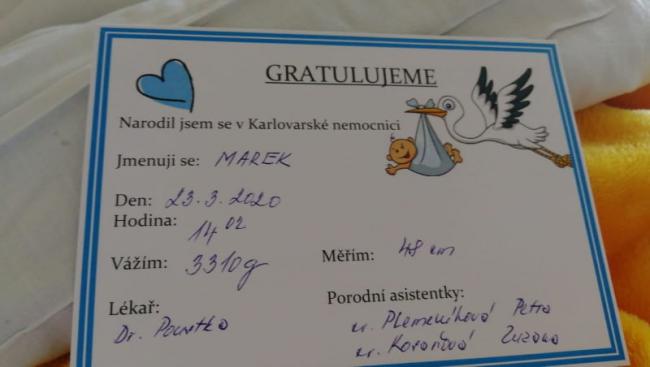 GRATULUJEME
Narodil jsem se v Karlovarské nemocnici
Jmenuji se: MAREK
Den: 23.3.2020
Hodina: 14 02
Vážím: 3310g
Měřím: 48 cm
Lékař:
Dr.
Porodní asistentky:
Petra
Zuzana